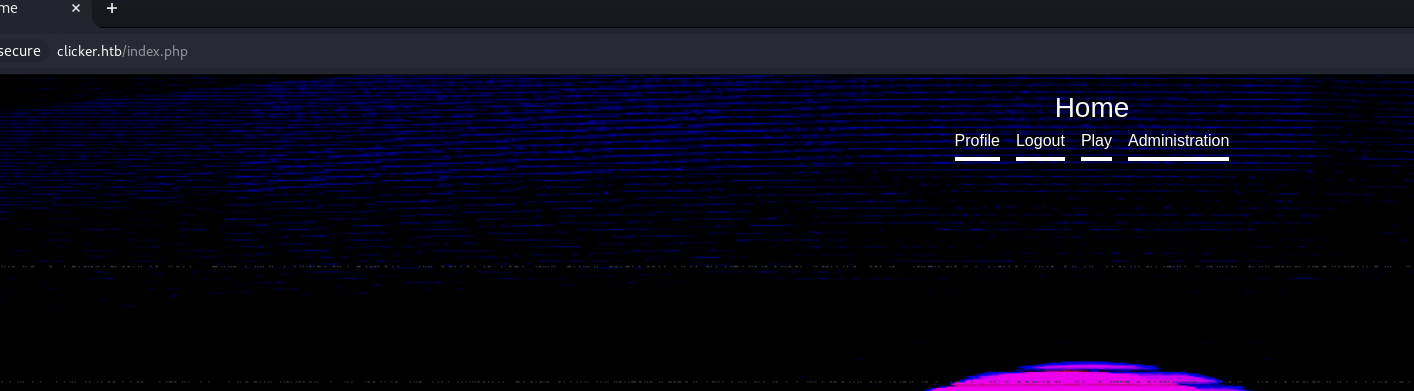 me × +
secure clicker.htb/index.php
Home
Profile Logout Play Administration